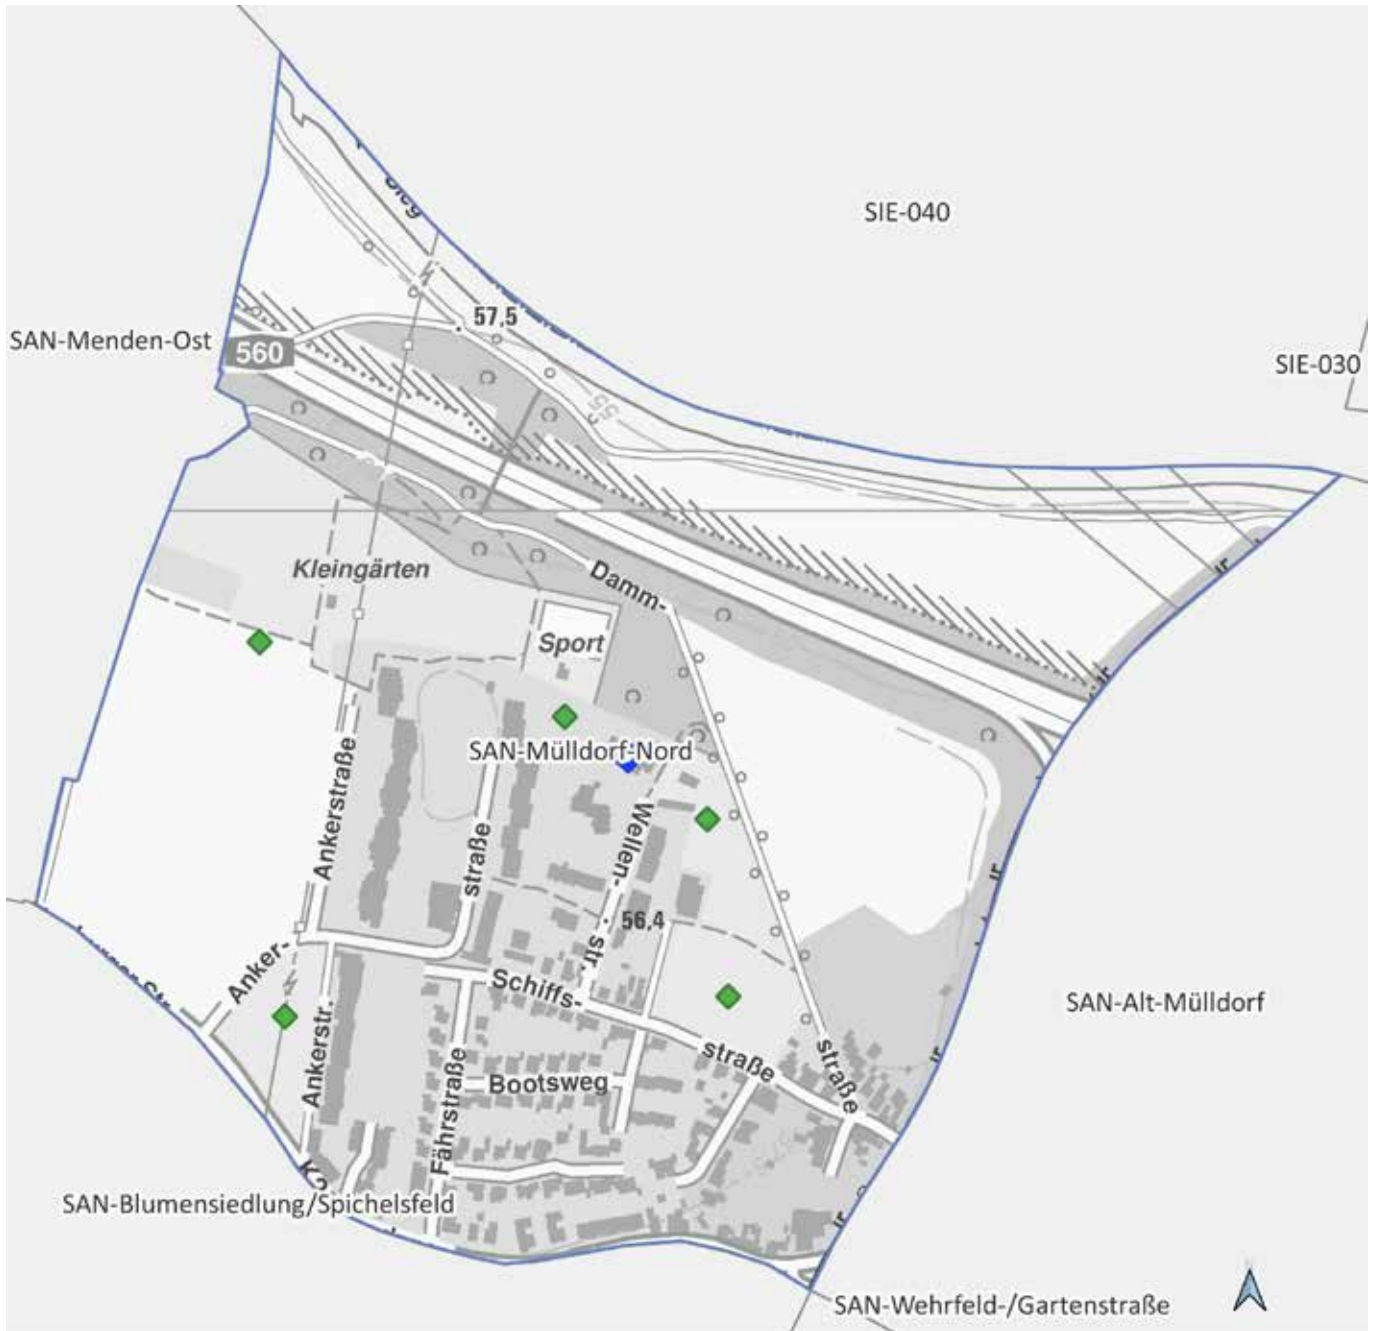 SIE-040
Sieg
57,5
SAN-Menden-Ost
560
SIE-030
55
Kleingärten
Damm-
Sport
SAN-Mülldorf-Nord
Ankerstraße
straße
Wellen-
str.
56,4
Anker-
Schiffs-
straße
SAN-Alt-Mülldorf
Ankerstr.
Fährstraße
Bootsweg
straße
SAN-Blumensiedlung/Spichelsfeld
SAN-Wehrfeld-/Gartenstraße